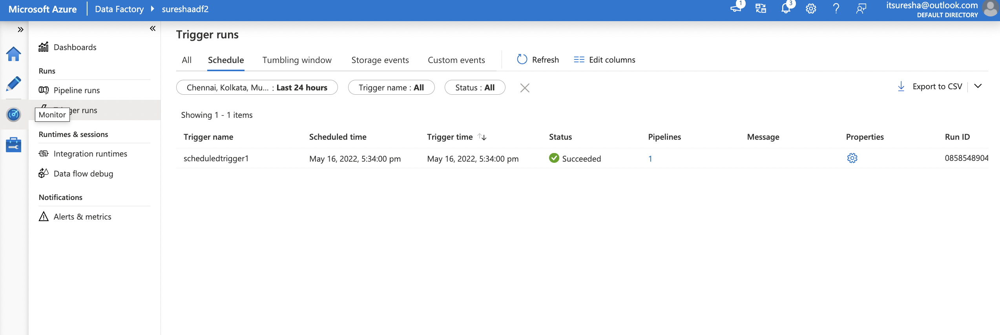 Microsoft Azure
Data Factory
sureshaadf2
1
3
itsuresha@outlook.com
DEFAULT DIRECTORY
Dashboards
Runs
Pipeline runs
ger runs
Monitor
Runtimes & sessions
Integration runtimes
Data flow debug
Notifications
Alerts & metrics
Trigger runs
All Schedule Tumbling window Storage events Custom events Refresh Edit columns
Chennai, Kolkata, Mu... : Last 24 hours Trigger name : All Status : All Export to CSV
Showing 1 - 1 items
Trigger name Scheduled time Trigger time Status Pipelines Message Properties Run ID
scheduledtrigger1 May 16, 2022, 5:34:00 pm May 16, 2022, 5:34:00 pm Succeeded 1 0858548904